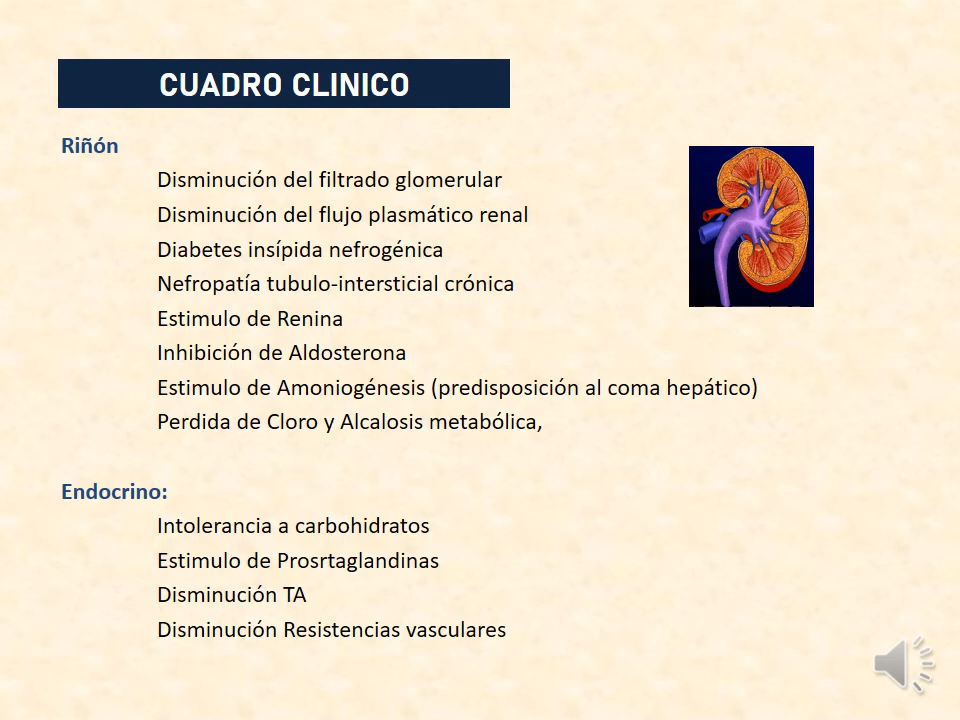 CUADRO CLINICO
Riñón
Disminución del filtrado glomerular
Disminución del flujo plasmático renal
Diabetes insípida nefrogénica
Nefropatía tubulo-intersticial crónica
Estimulo de Renina
Inhibición de Aldosterona
Estimulo de Amoniogénesis (predisposición al coma hepático)
Perdida de Cloro y Alcalosis metabólica,
Endocrino:
Intolerancia a carbohidratos
Estimulo de Prosrtaglandinas
Disminución TA
Disminución Resistencias vasculares